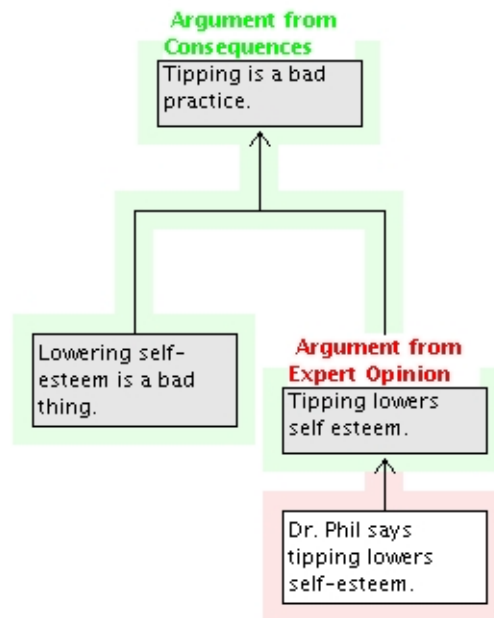 Argument from
Consequences
Tipping is a bad
practice.
Lowering self-
esteem is a bad
thing.
Argument from
Expert Opinion
Tipping lowers
self esteem.
Dr. Phil says
tipping lowers
self-esteem.